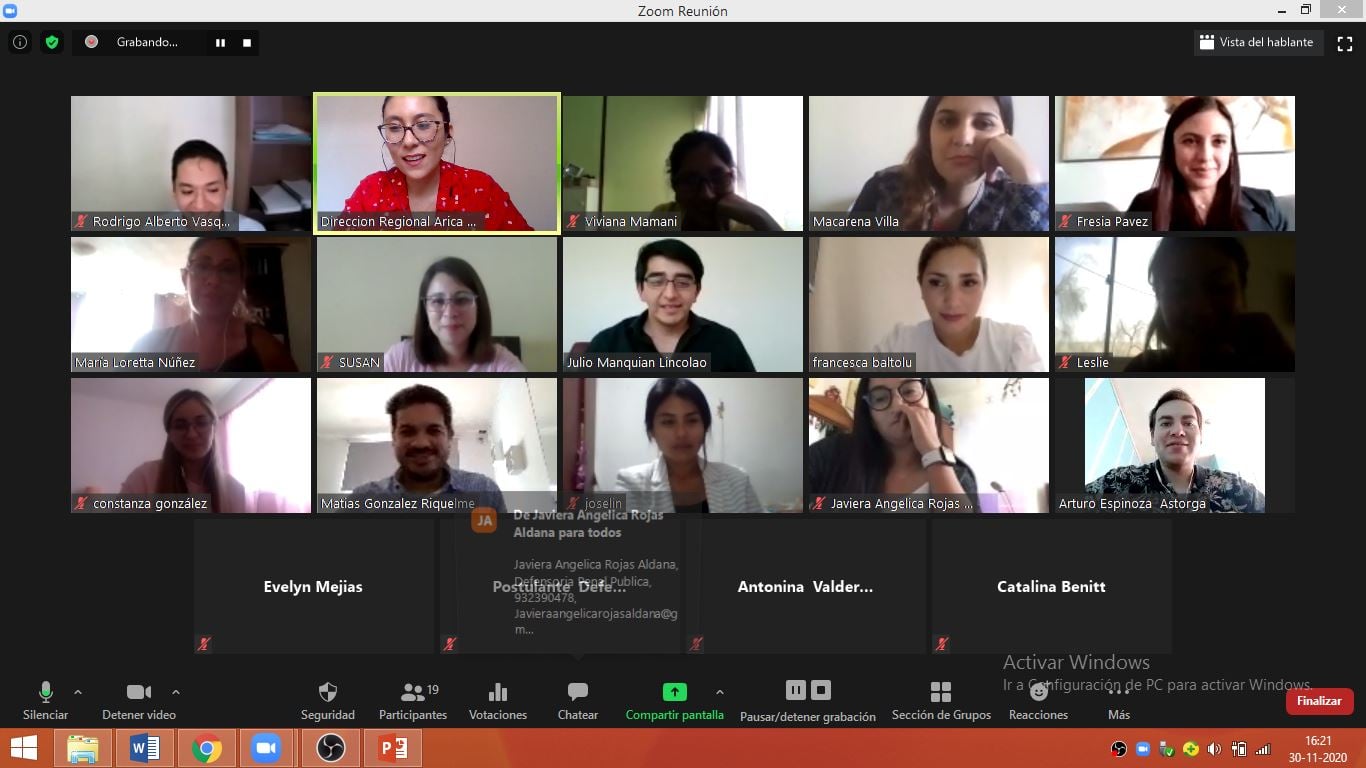 Zoom Reunión
Grabando...
Vista del hablante
Rodrigo Alberto Vasq...
Direccion Regional Arica ...
Viviana Mamani
Macarena Villa
Fresia Pavez
Marìa Loretta Núñez
SUSAN
Julio Manquian Lincolao
francesca baltolu
Leslie
constanza gonzález
Matias Gonzalez Riquelme
joselin
Javiera Angelica Rojas ...
Arturo Espinoza Astorga
JA
De Javiera Angelica Rojas
Aldana para todos
Javiera Angelica Rojas Aldana,
Defensoria Penal Publica,
932390478,
Javieraangelicarojasaldana@g
m...
Evelyn Mejias
Postulante Defe...
Antonina Valder...
Catalina Benitt
Activar Windows
Ir a Configuración de PC para activar Windows.
19
Silenciar
Detener video
Seguridad
Participantes
Votaciones
Chatear
Compartir pantalla
Pausar/detener grabación
Sección de Grupos
Reacciones
Más
Finalizar
16:21
30-11-2020